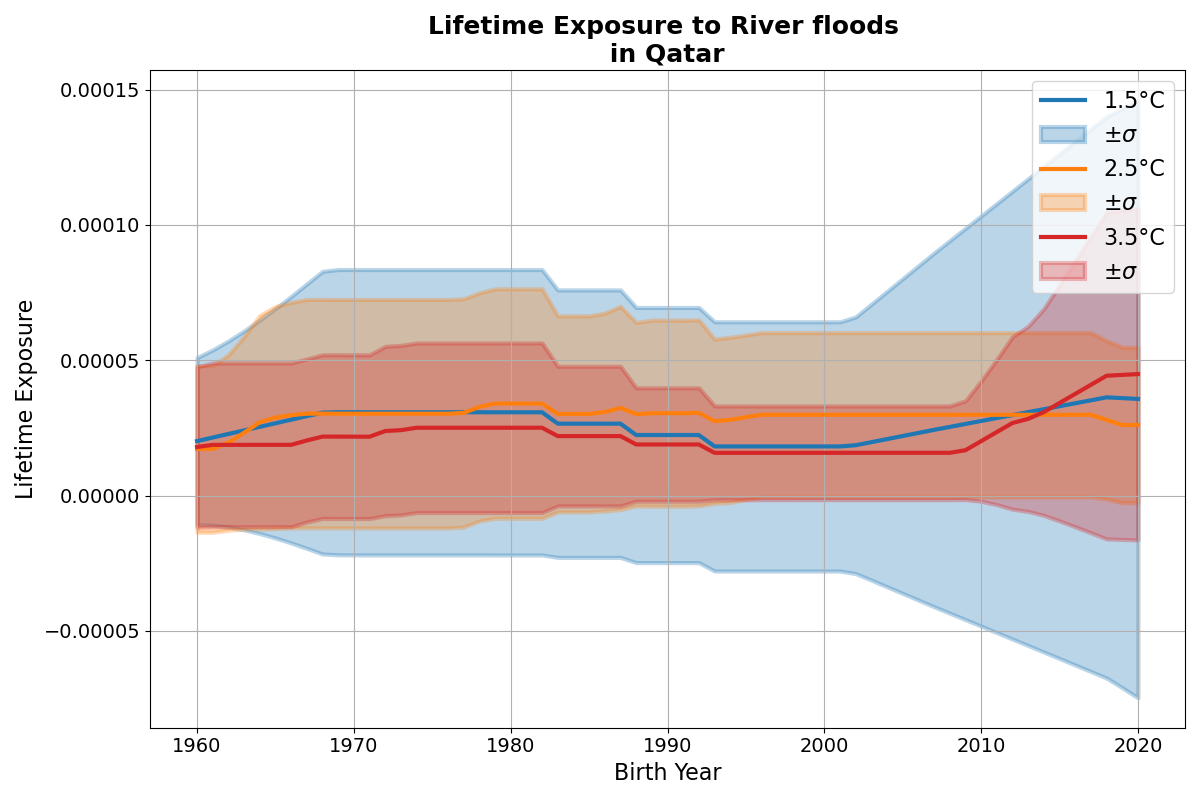 Lifetime Exposure to River floods
in Qatar
0.00015
0.00010
0.00005
0.00000
−0.00005
Lifetime Exposure
1960
1970
1980
1990
2000
2010
2020
Birth Year
1.5°C
±σ
2.5°C
±σ
3.5°C
±σ